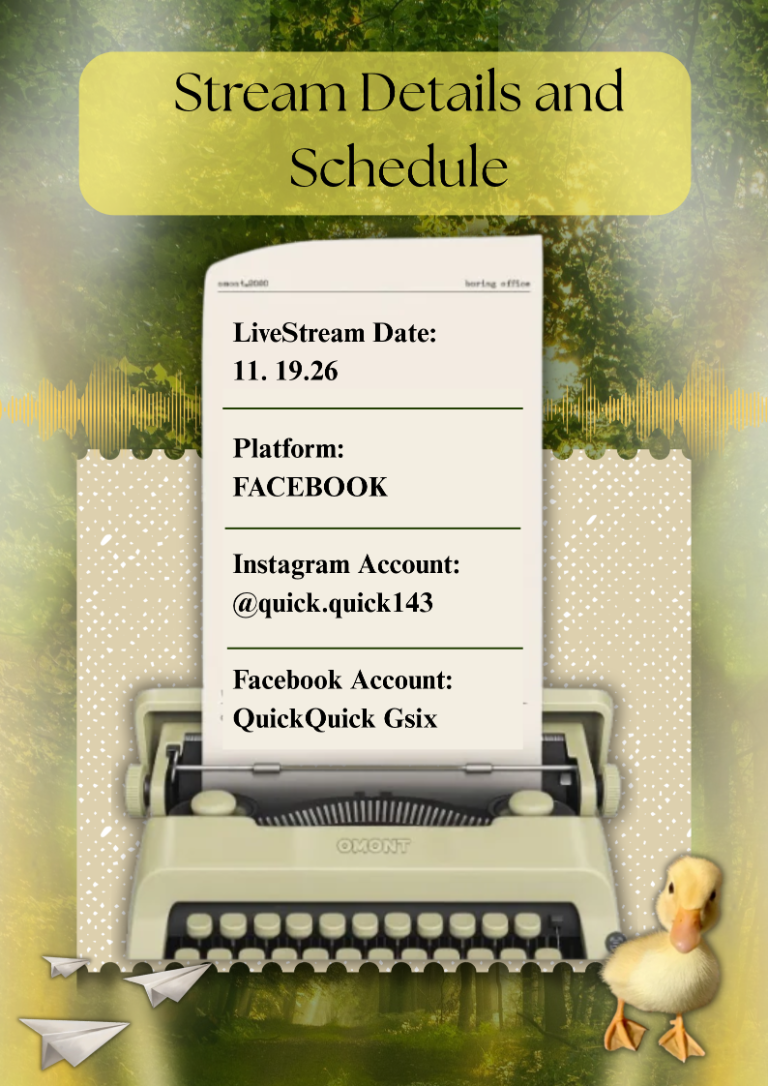 Stream Details and
Schedule
omont,2080
boring office
LiveStream Date:
11. 19.26
Platform:
FACEBOOK
Instagram Account:
@quick.quick143
Facebook Account:
QuickQuick Gsix
OMONT